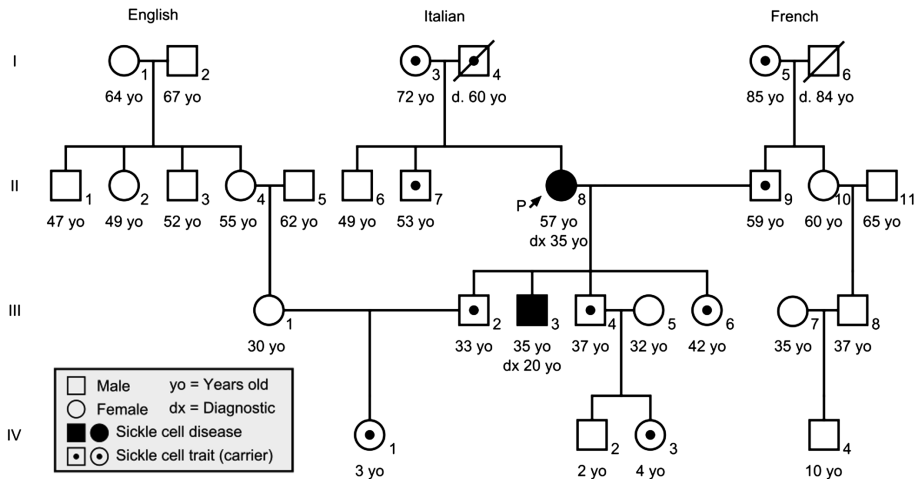 English Italian French
I
1 2 3 4 5 6
64 yo 67 yo 72 yo d. 60 yo 85 yo d. 84 yo
II
1 2 3 4 5 6 7 8 9 10 11
P
47 yo 49 yo 52 yo 55 yo 62 yo 49 yo 53 yo 57 yo 59 yo 60 yo 65 yo
dx 35 yo
III
1 2 3 4 5 6 7 8
30 yo 33 yo 35 yo 37 yo 32 yo 42 yo 35 yo 37 yo
dx 20 yo
Male yo = Years old
Female dx = Diagnostic
Sickle cell disease
Sickle cell trait (carrier)
IV
1 2 3 4
3 yo 2 yo 4 yo 10 yo